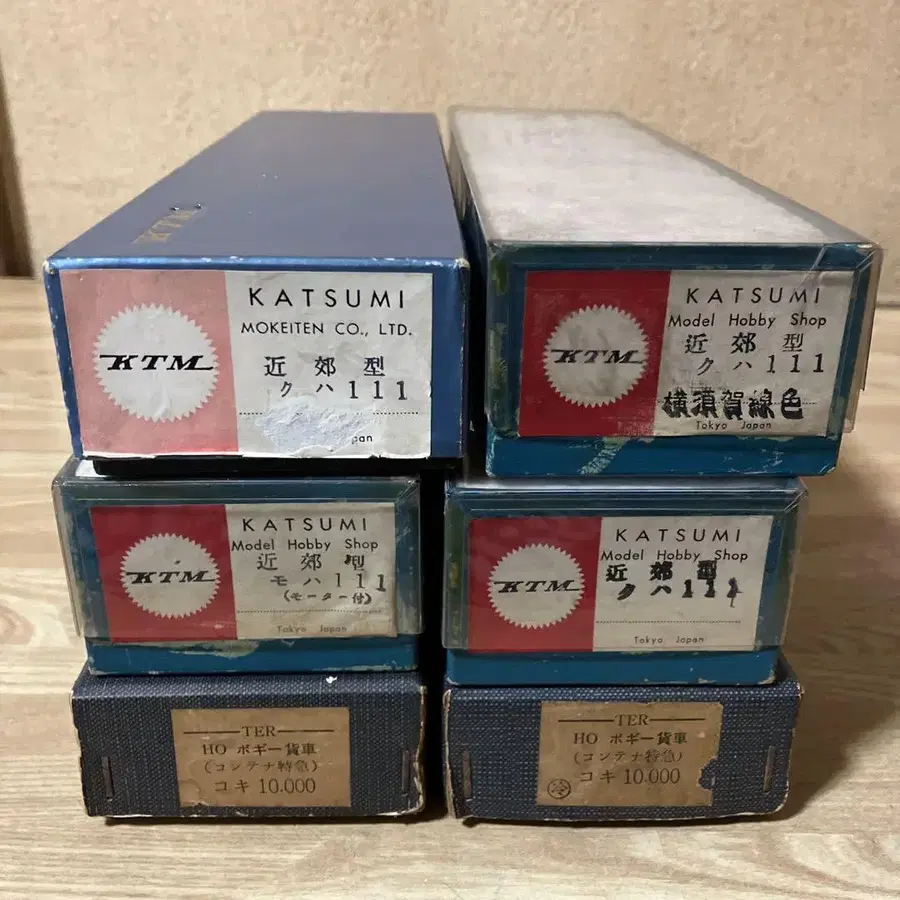 KTM
KTM
KATSUMI
MOKEITEN CO., LTD.
近郊型
クハ111
pan
KTM
KATSUMI
Model Hobby Shop
近郊型
クハ111
横須賀線色
Tokyo Japan
KTM
KATSUMI
Model Hobby Shop
近郊型
モハ111
(モーター付)
Tokyo Japan
KTM
KATSUMI
Model Hobby Shop
近郊型
クハ111
Tokyo Japan
TER
HO ボギー貨車
(コンテナ特急)
コキ 10.000
TER
HO ボギー貨車
(コンテナ特急)
コキ 10.000